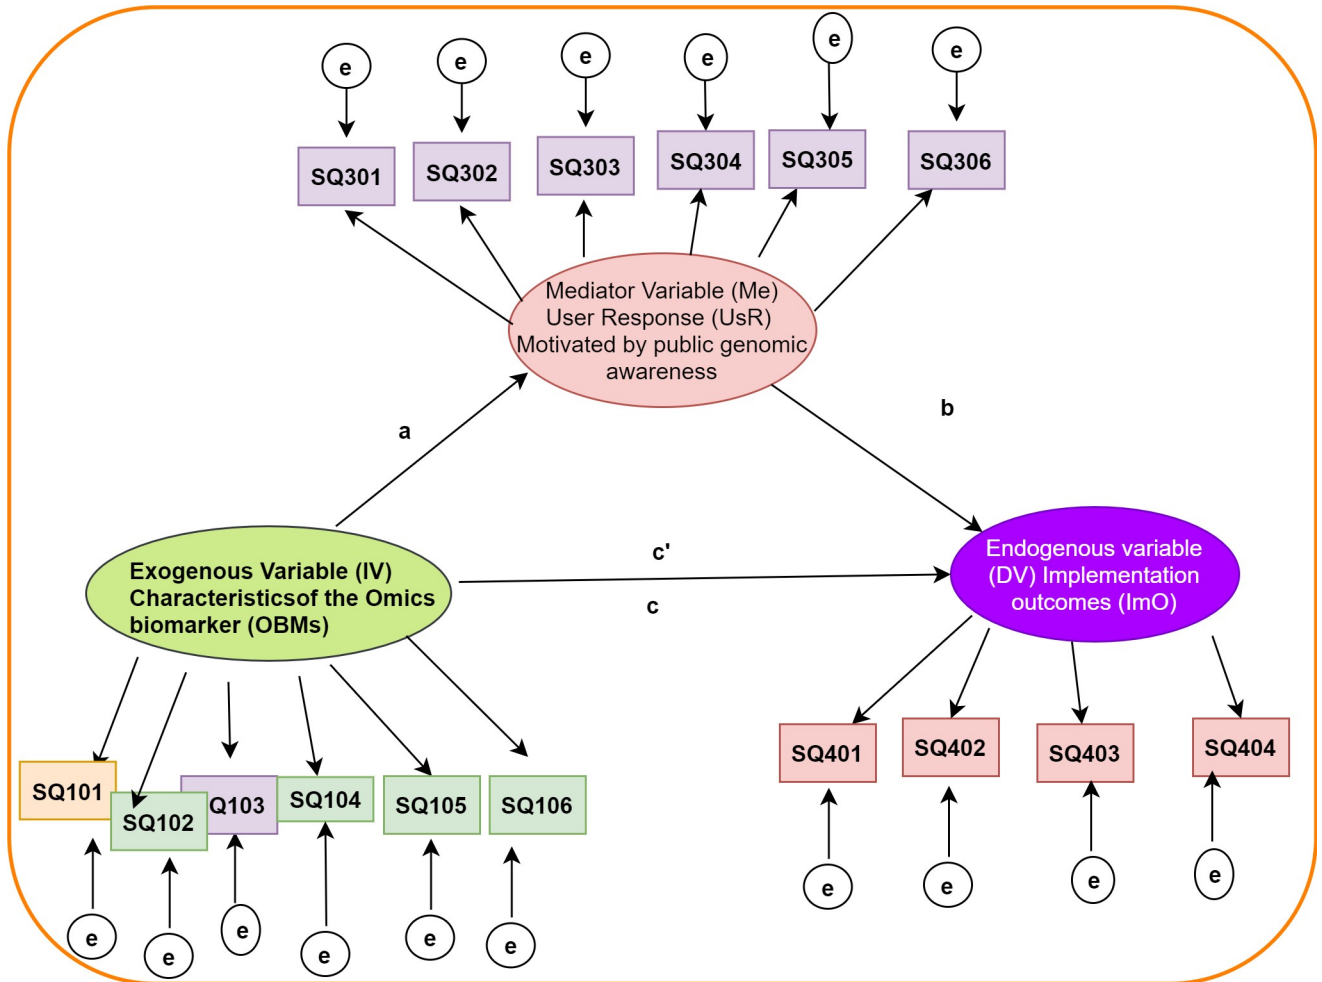 e
e
e
e
e
e
SQ301
SQ302
SQ303
SQ304
SQ305
SQ306
Mediator Variable (Me)
User Response (UsR)
Motivated by public genomic
awareness
a
b
Exogenous Variable (IV)
Characteristicsof the Omics
biomarker (OBMs)
c'
c
Endogenous variable
(DV) Implementation
outcomes (ImO)
SQ401
SQ402
SQ403
SQ404
SQ101
SQ102
Q103
SQ104
SQ105
SQ106
e
e
e
e
e
e
e
e
e
e